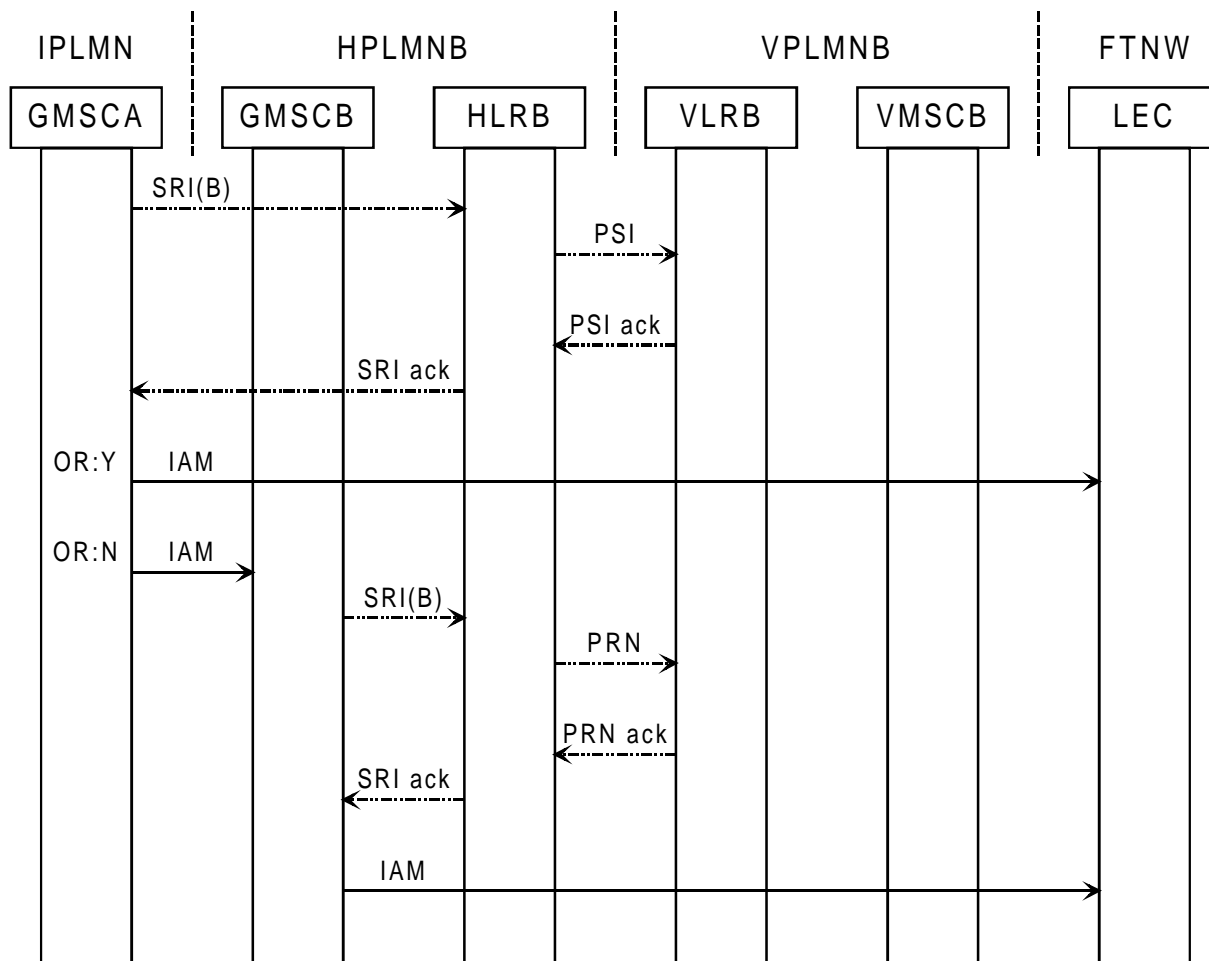 IPLMN HPLMNB VPLMNB FTNW
GMSCA GMSCB HLRB VLRB VMSCB LEC
SRI(B)
PSI
PSI ack
SRI ack
OR:Y IAM
OR:N IAM
SRI(B)
PRN
PRN ack
SRI ack
IAM